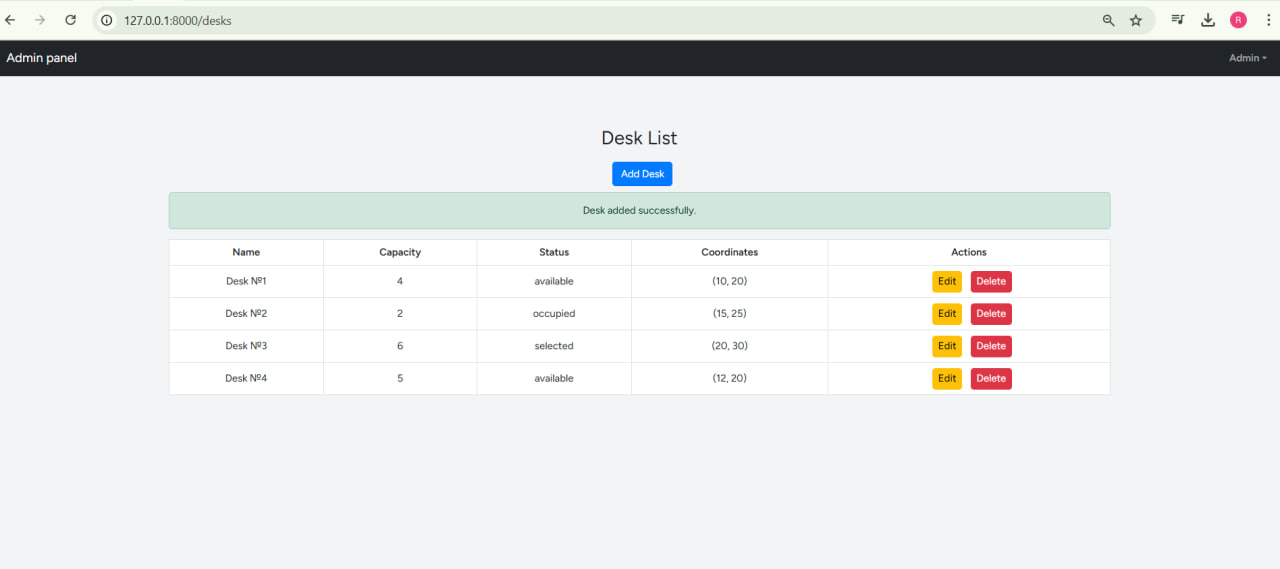 127.0.0.1:8000/desks
R
Admin panel
Admin
Desk List
Add Desk
Desk added successfully.
Name Capacity Status Coordinates Actions
Desk №1 4 available (10, 20) Edit Delete
Desk №2 2 occupied (15, 25) Edit Delete
Desk №3 6 selected (20, 30) Edit Delete
Desk №4 5 available (12, 20) Edit Delete